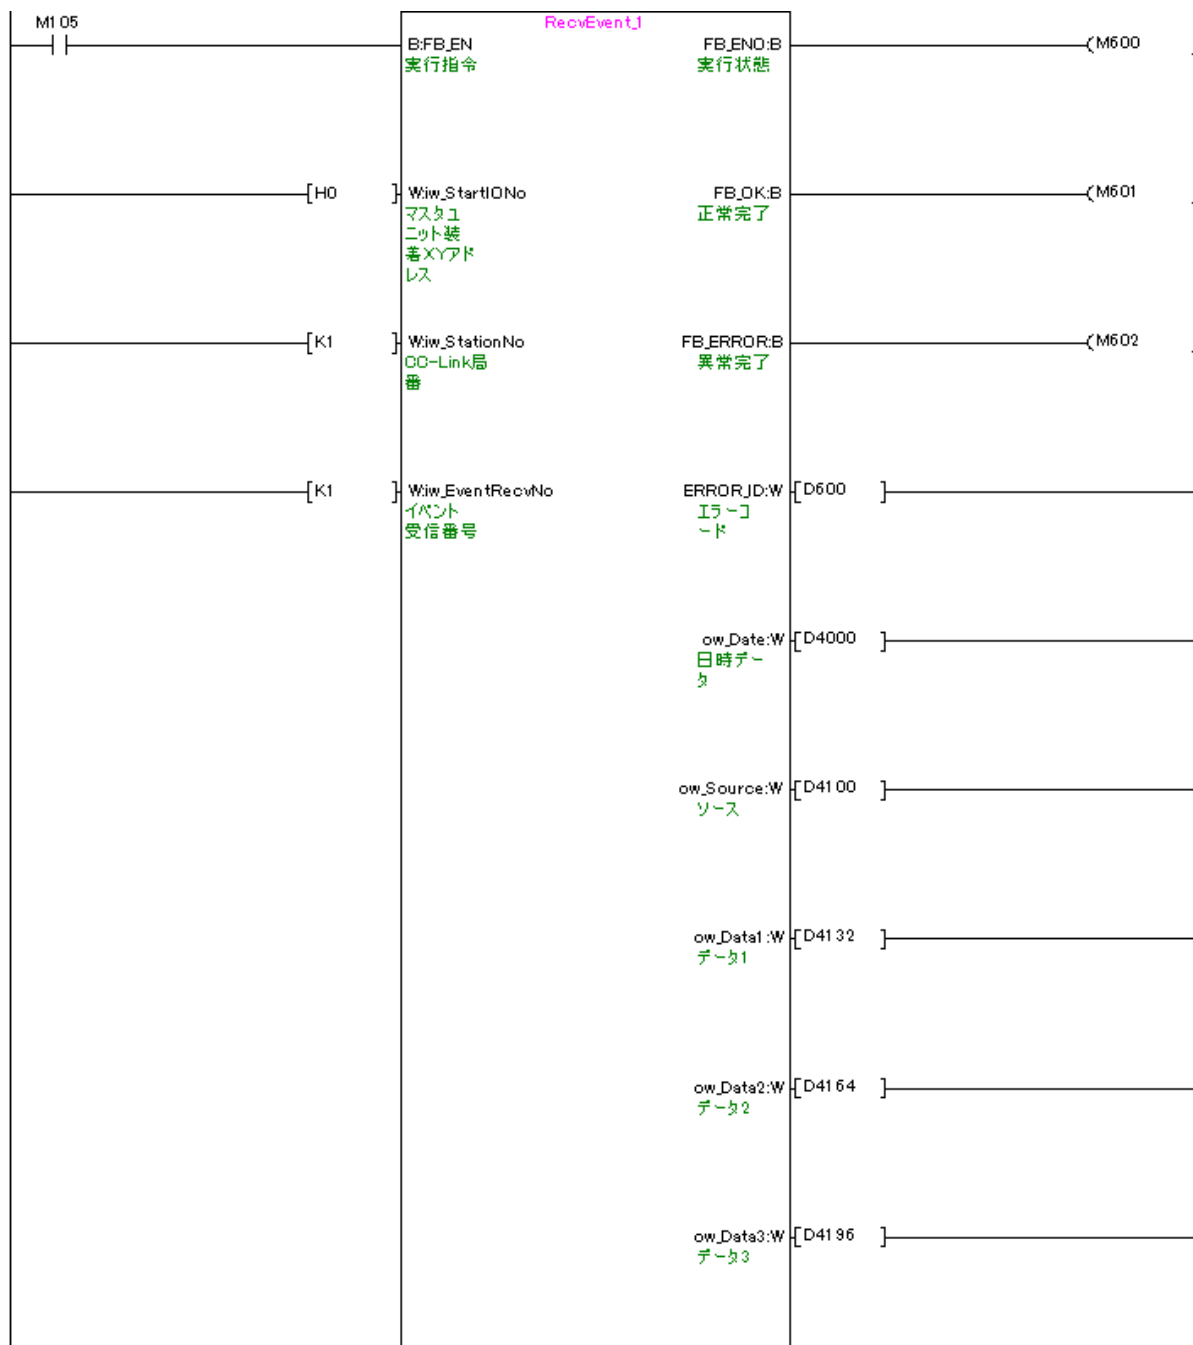 M105
RecvEvent_1
B:FB_EN
実行指令
FB_ENO:B
実行状態
M600
H0
W:iw_StartIONo
マスタユ
ニット装
着XYアド
レス
FB_OK:B
正常完了
M601
K1
W:iw_StationNo
CC-Link局
番
FB_ERROR:B
異常完了
M602
K1
W:iw_EventRecvNo
イベント
受信番号
ERROR_ID:W
エラーコ
ード
D600
ow_Date:W
日時デー
タ
D4000
ow_Source:W
ソース
D4100
ow_Data1:W
データ1
D4132
ow_Data2:W
データ2
D4164
ow_Data3:W
データ3
D4196